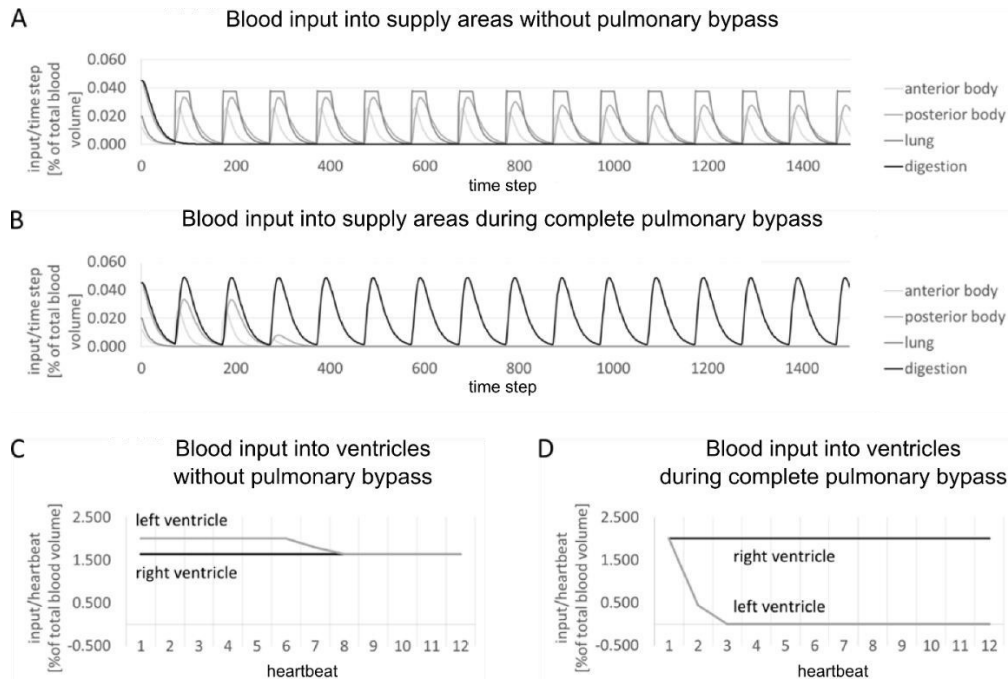 A
Blood input into supply areas without pulmonary bypass
input/time step
[% of total blood
volume]
0.060
0.040
0.020
0.000
0 200 400 600 800 1000 1200 1400
time step
anterior body
posterior body
lung
digestion
B
Blood input into supply areas during complete pulmonary bypass
input/time step
[% of total blood
volume]
0.060
0.040
0.020
0.000
0 200 400 600 800 1000 1200 1400
time step
anterior body
posterior body
lung
digestion
C
Blood input into ventricles
without pulmonary bypass
input/heartbeat
[%of total blood volume]
2.500
1.500
0.500
-0.500
left ventricle
right ventricle
1 2 3 4 5 6 7 8 9 10 11 12
heartbeat
D
Blood input into ventricles
during complete pulmonary bypass
input/heartbeat
[%of total blood volume]
2.500
1.500
0.500
-0.500
right ventricle
left ventricle
1 2 3 4 5 6 7 8 9 10 11 12
heartbeat